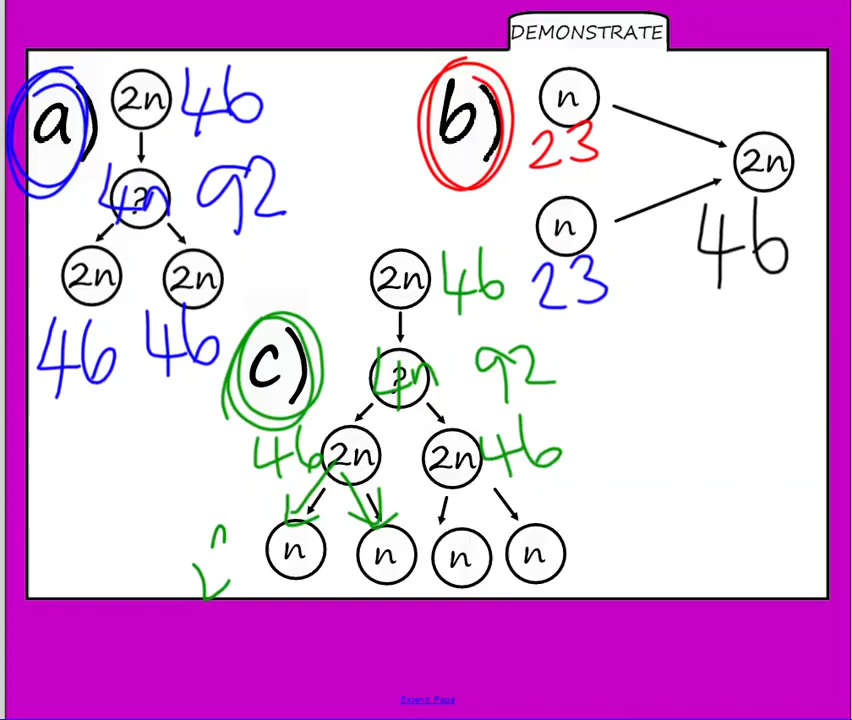 DEMONSTRATE
a)
2n 46
4n ? 92
2n 2n
46 46
b)
n
23
n
23
2n
46
c)
2n 46
4n ? 92
46 2n 2n 46
n n n n